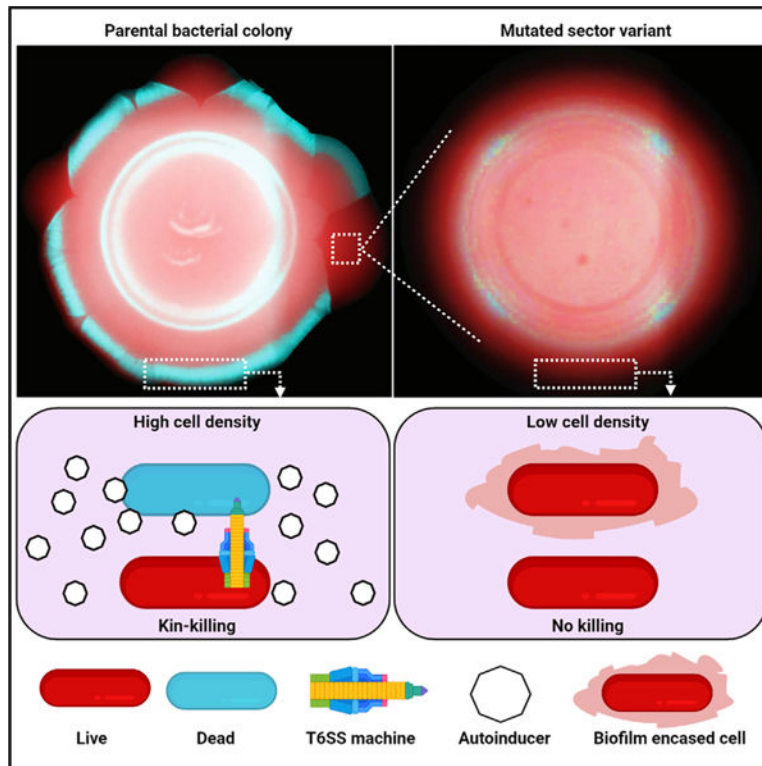 Parental bacterial colony
Mutated sector variant
High cell density
Low cell density
Kin-killing
No killing
Live
Dead
T6SS machine
Autoinducer
Biofilm encased cell